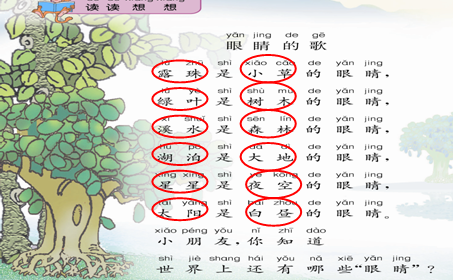 读读想想
yǎn jing de gē
眼睛的歌
lù zhū shì xiǎo cǎo de yǎn jing
露珠是小草的眼睛，
lǜ yè shì shù mù de yǎn jing
绿叶是树木的眼睛，
xī shuǐ shì sēn lín de yǎn jing
溪水是森林的眼睛，
hú pō shì dà dì de yǎn jing
湖泊是大地的眼睛，
xīng xing shì yè kōng de yǎn jing
星星是夜空的眼睛，
tài yáng shì bái zhòu de yǎn jing
太阳是白昼的眼睛。
xiǎo péng yǒu nǐ zhī dào
小朋友，你知道
shì jiè shang hái yǒu nǎ xiē yǎn jing
世界上还有哪些“眼睛”？